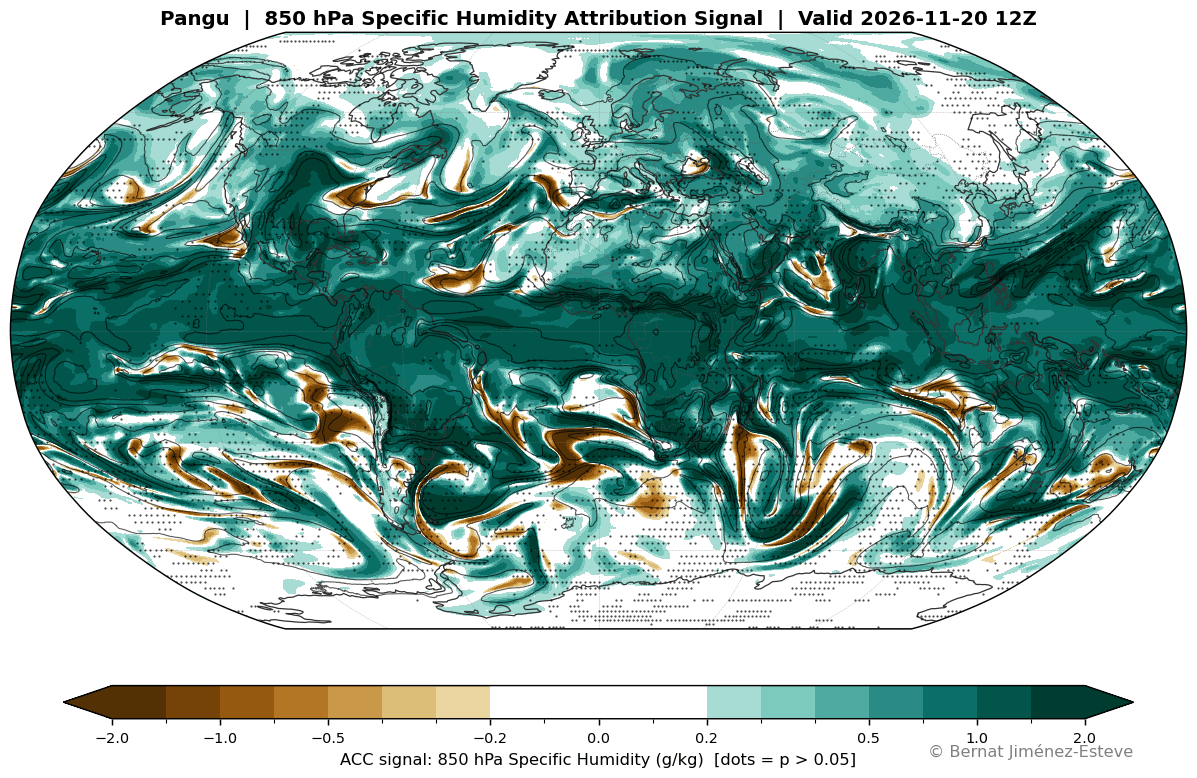 Pangu | 850 hPa Specific Humidity Attribution Signal | Valid 2026-11-20 12Z
−2.0 −1.0 −0.5 −0.2 0.0 0.2 0.5 1.0 2.0
ACC signal: 850 hPa Specific Humidity (g/kg) [dots = p > 0.05]
© Bernat Jiménez-Esteve